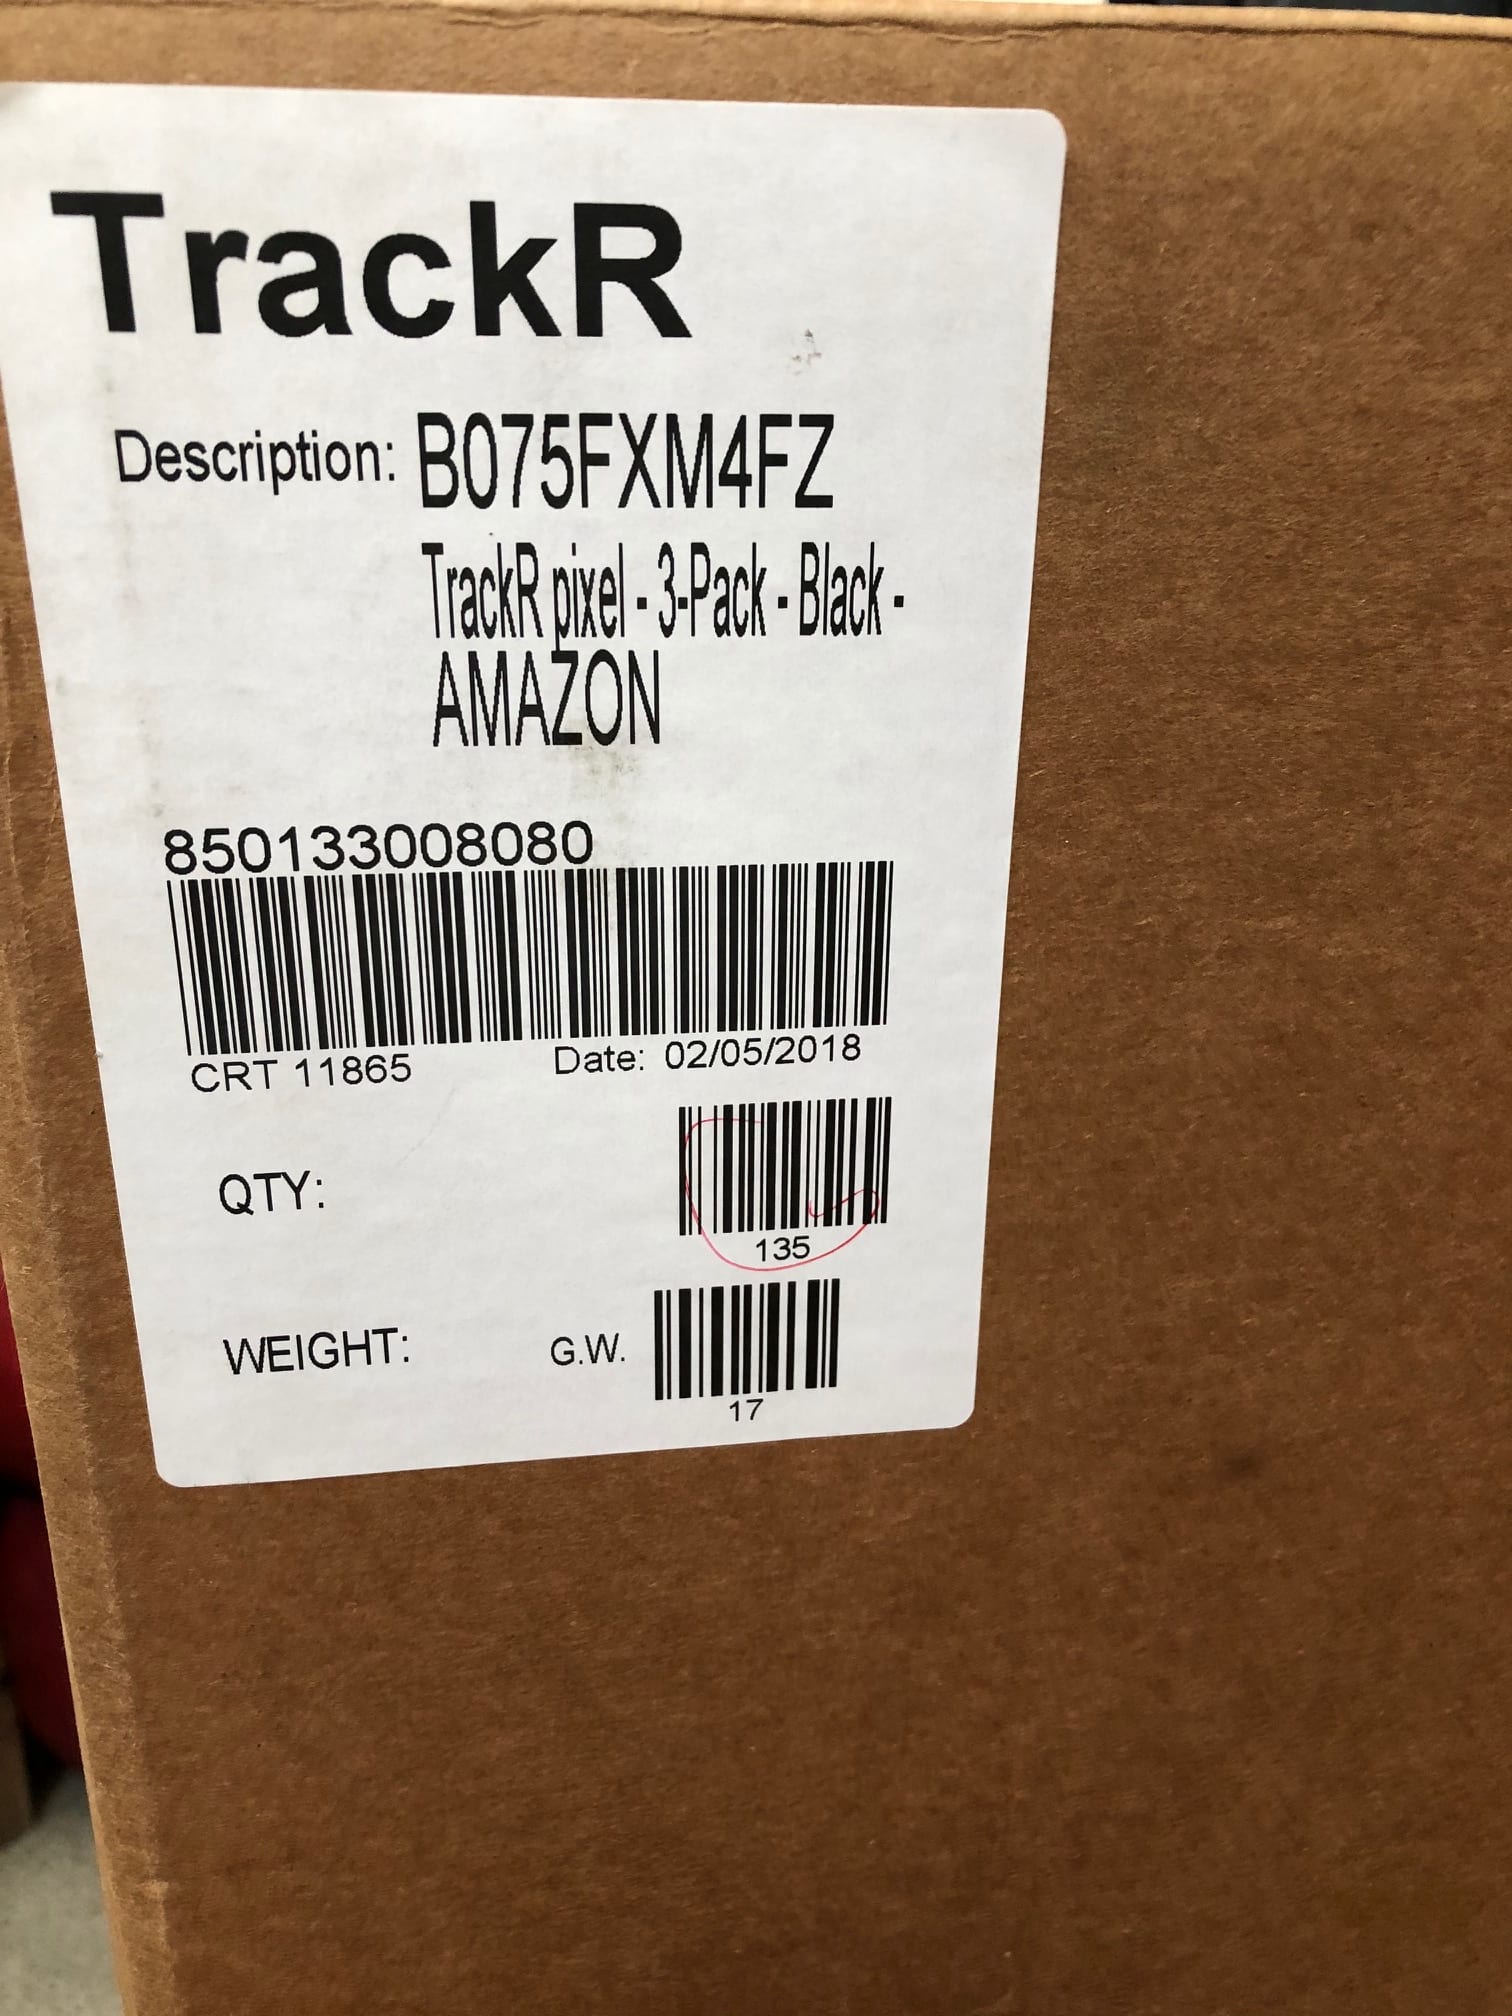 TrackR
Description: B075FXM4FZ
TrackR pixel - 3-Pack - Black -
AMAZON
850133008080
CRT 11865 Date: 02/05/2018
QTY:
135
WEIGHT: G.W.
17